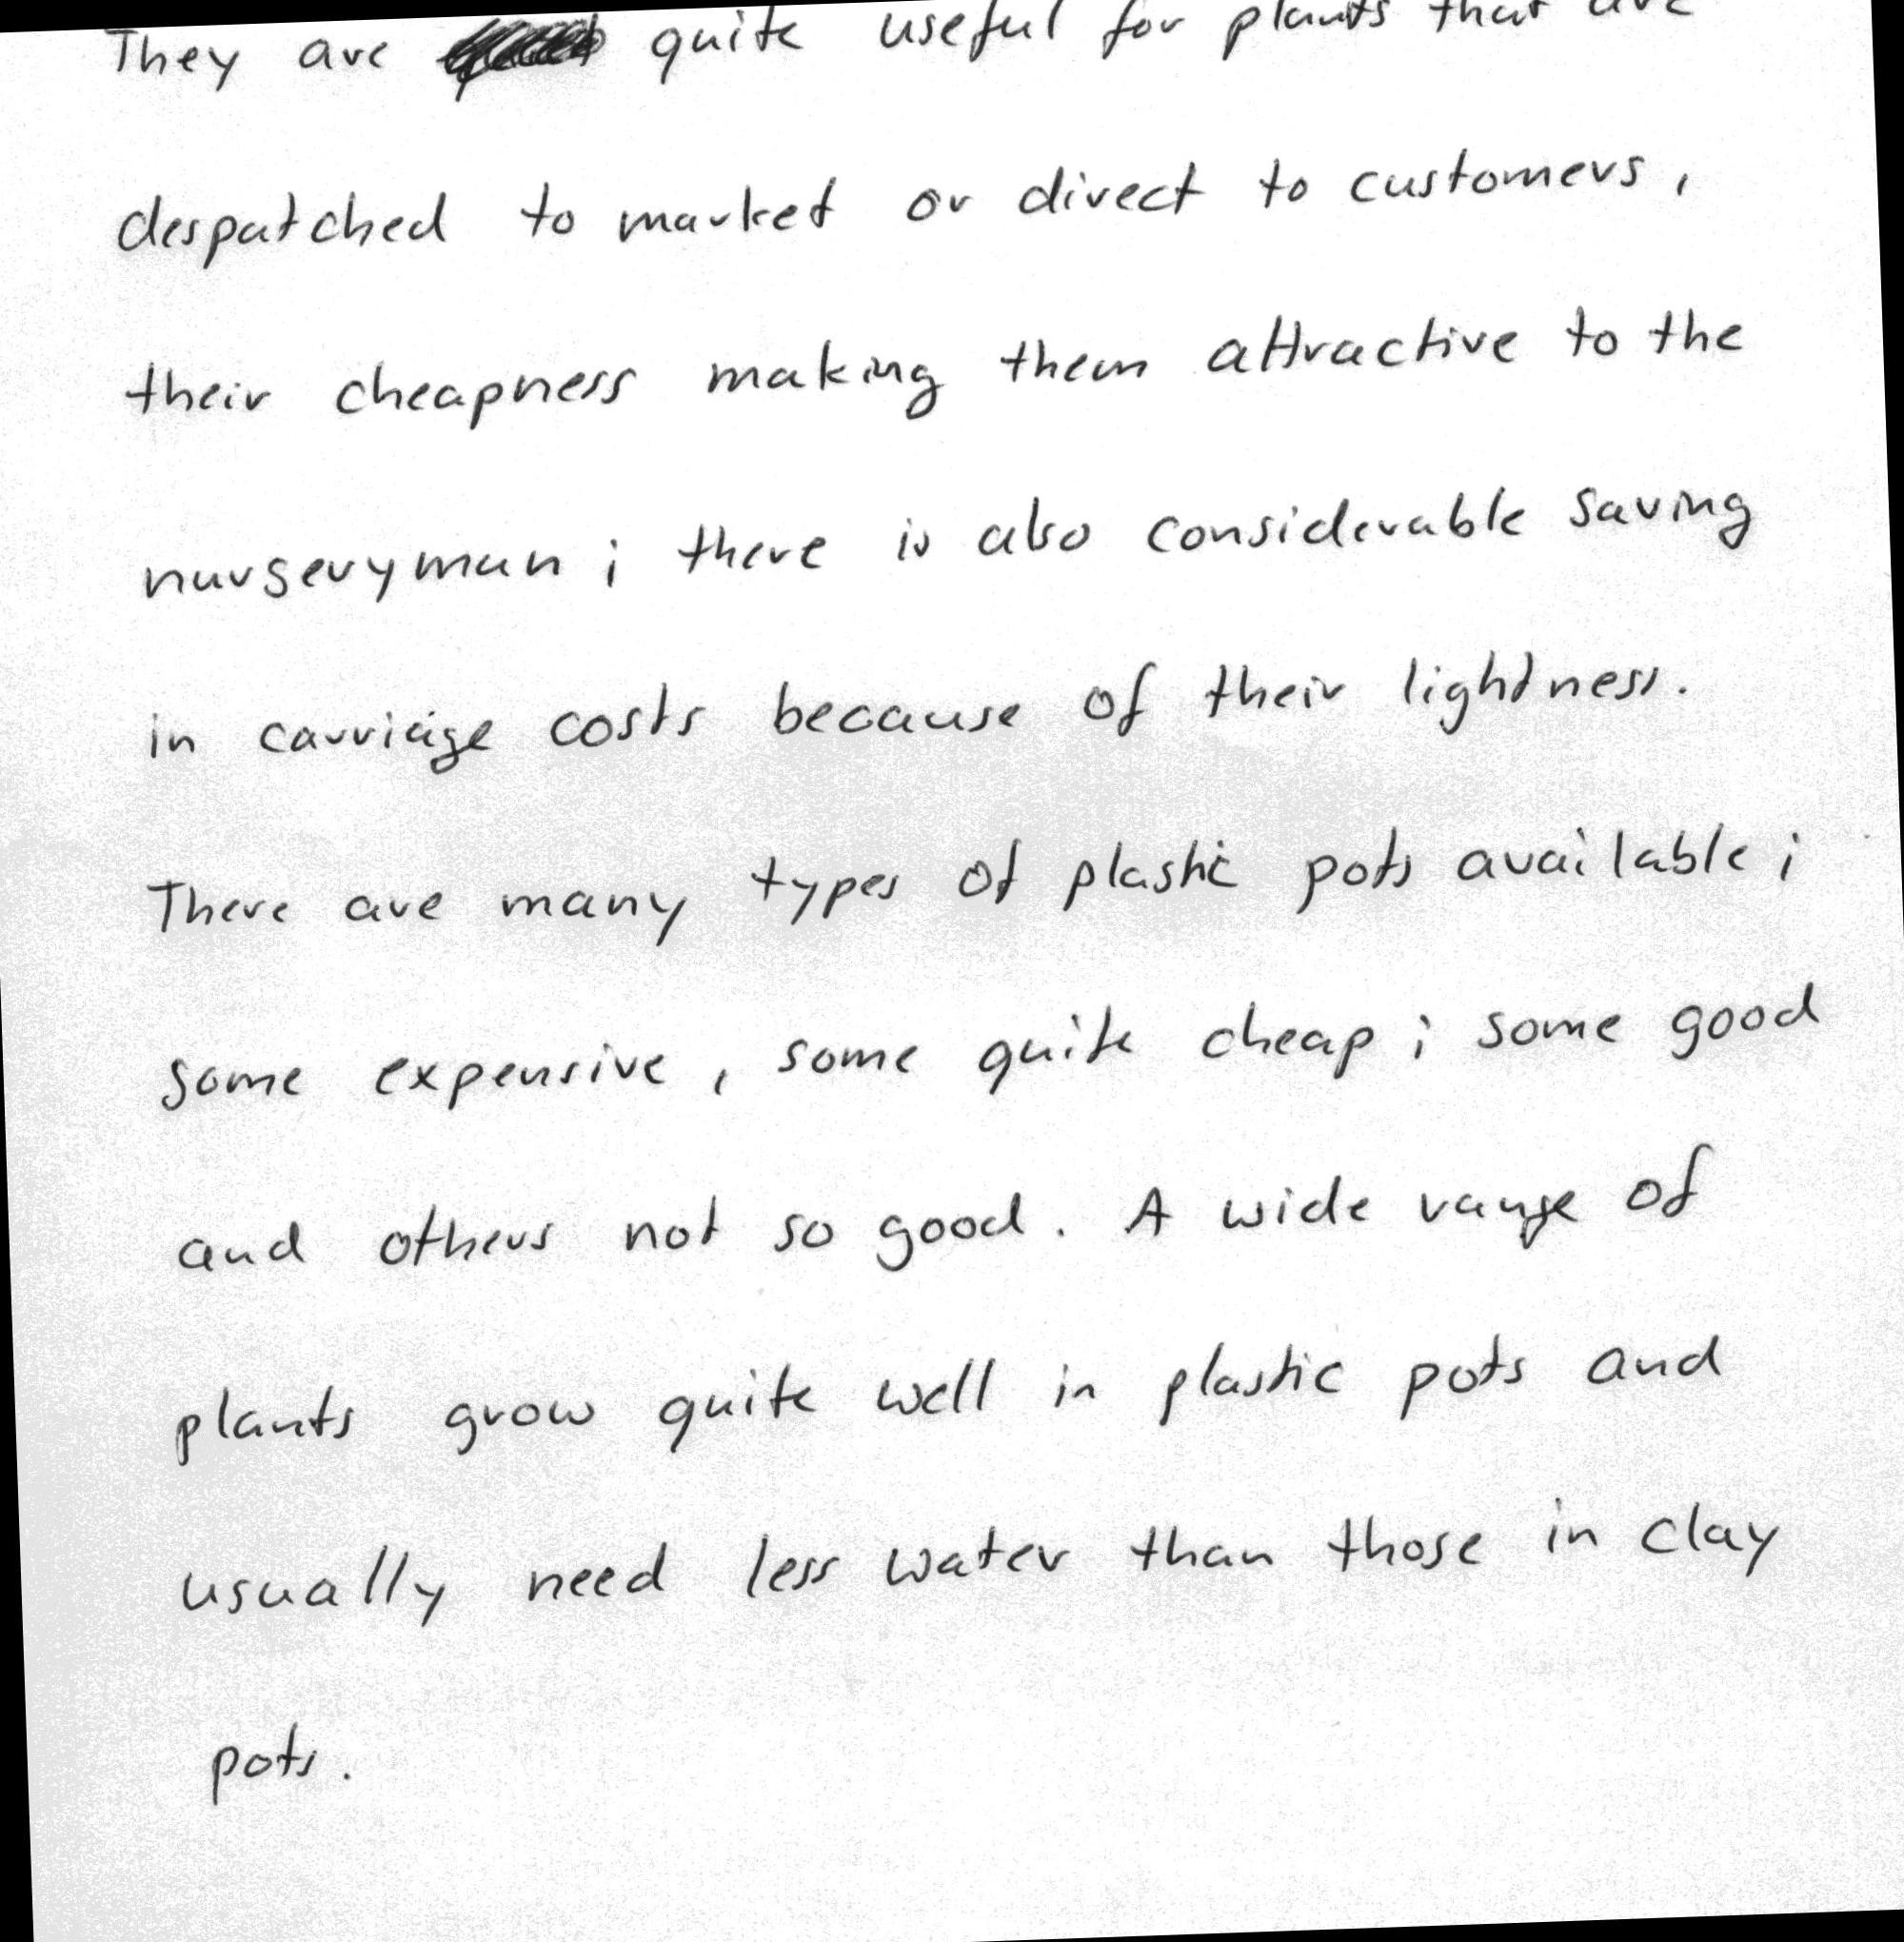 They are quite useful for plants that are
despatched to market or direct to customers,
their cheapness making them attractive to the
nurseryman; there is also considerable saving
in carriage costs because of their lightness.
There are many types of plastic pots available;
some expensive, some quite cheap; some good
and others not so good. A wide range of
plants grow quite well in plastic pots and
usually need less water than those in clay
pots.